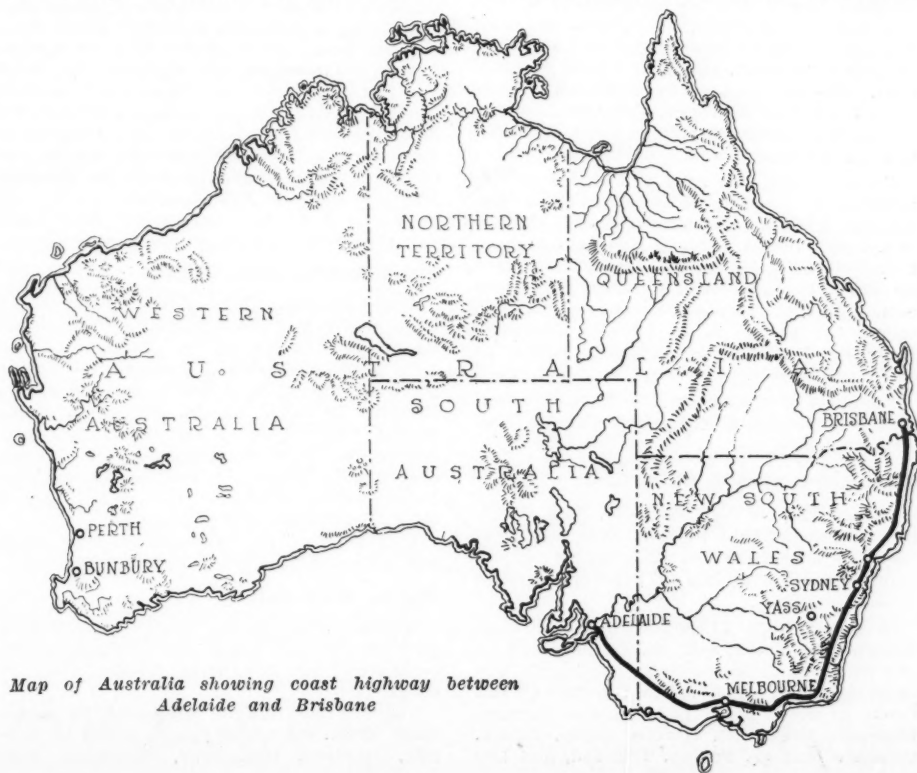 NORTHERN
TERRITORY
QUEENSLAND
WESTERN
AUSTRALIA
SOUTH
BRISBANE
AUSTRALIA
AUSTRALIA
NEW SOUTH
PERTH
WALES
BUNBURY
SYDNEY
YASS
ADELAIDE
MELBOURNE
Map of Australia showing coast highway between
Adelaide and Brisbane